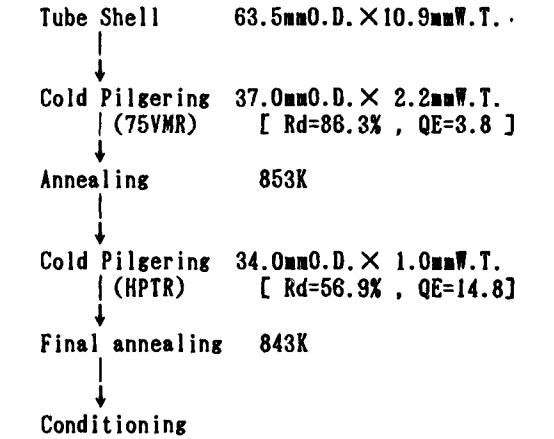 Tube Shell 63.5mmO.D.×10.9mmW.T.
Cold Pilgering 37.0mmO.D.× 2.2mmW.T.
(75VMR) [ Rd=86.3% , QE=3.8 ]
Annealing 853K
Cold Pilgering 34.0mmO.D.× 1.0mmW.T.
(HPTR) [ Rd=56.9% , QE=14.8]
Final annealing 843K
Conditioning